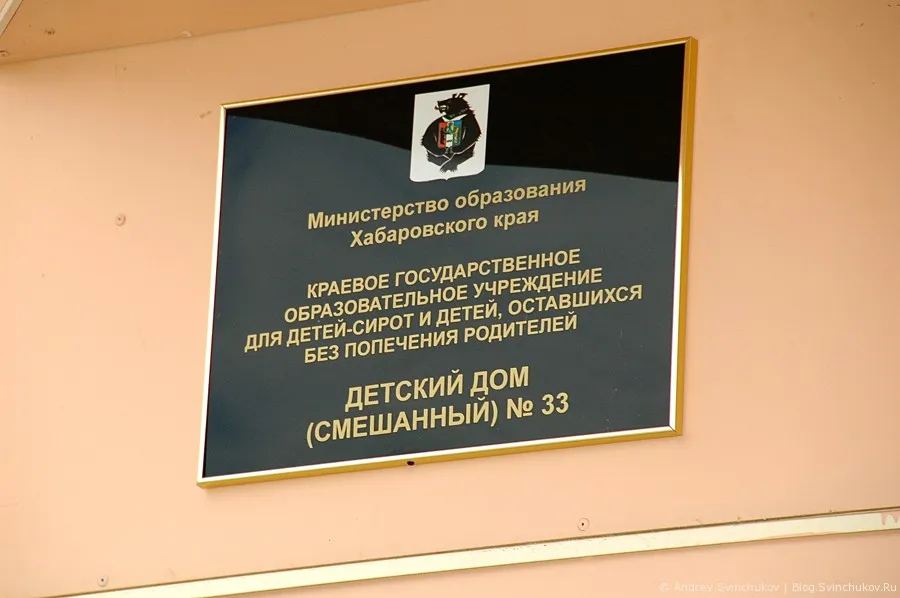 Министерство образования
Хабаровского края
КРАЕВОЕ ГОСУДАРСТВЕННОЕ
ОБРАЗОВАТЕЛЬНОЕ УЧРЕЖДЕНИЕ
ДЛЯ ДЕТЕЙ-СИРОТ И ДЕТЕЙ, ОСТАВШИХСЯ
БЕЗ ПОПЕЧЕНИЯ РОДИТЕЛЕЙ
ДЕТСКИЙ ДОМ
(СМЕШАННЫЙ) № 33
© Andrey Svinchukov | Blog.Svinchukov.Ru